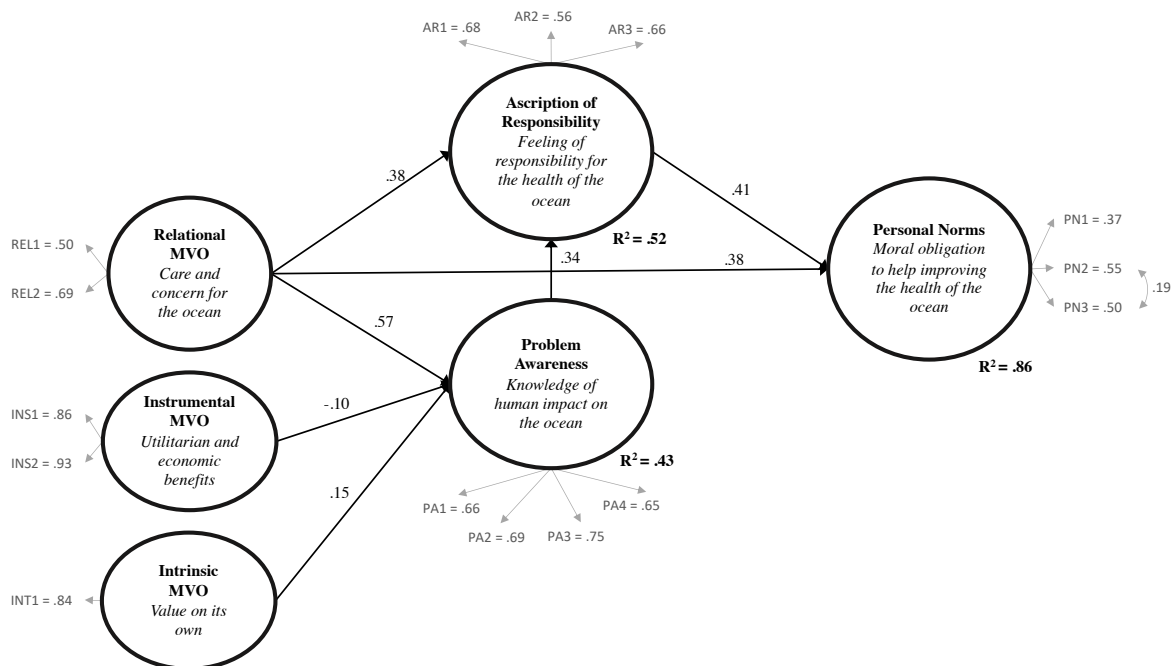 AR1 = .68
AR2 = .56
AR3 = .66
Ascription of
Responsibility
Feeling of
responsibility for
the health of the
ocean
R² = .52
.38
.41
Relational
MVO
Care and
concern for
the ocean
REL1 = .50
REL2 = .69
.34
.38
Personal Norms
Moral obligation
to help improving
the health of the
ocean
R² = .86
PN1 = .37
PN2 = .55
PN3 = .50
.19
.57
Problem
Awareness
Knowledge of
human impact on
the ocean
R² = .43
Instrumental
MVO
Utilitarian and
economic
benefits
INS1 = .86
INS2 = .93
-.10
.15
PA1 = .66
PA2 = .69
PA3 = .75
PA4 = .65
Intrinsic
MVO
Value on its
own
INT1 = .84